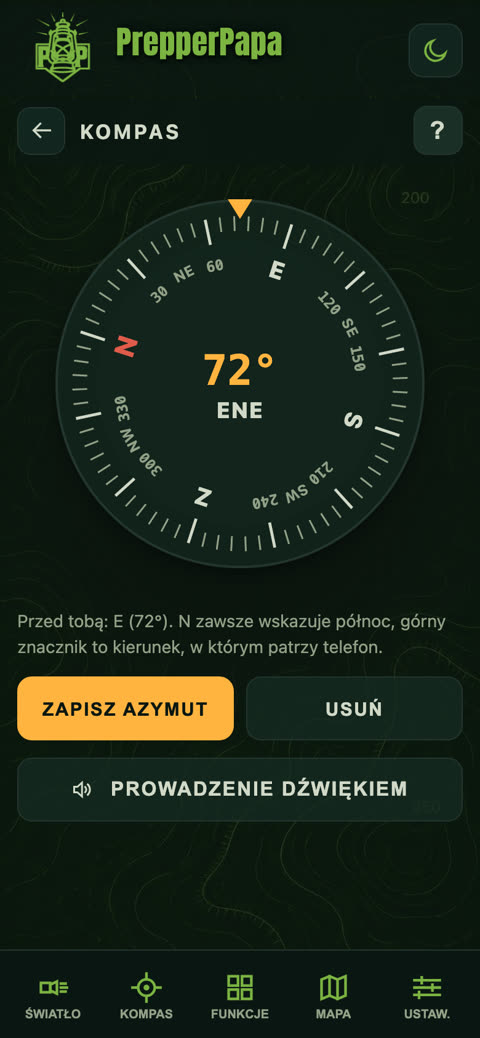 PrepperPapa
PP
KOMPAS
?
200
30 NE 60
E
120 SE 150
N
72°
ENE
S
300 NW 330
Z
240 SW 210
Przed tobą: E (72°). N zawsze wskazuje północ, górny
znacznik to kierunek, w którym patrzy telefon.
ZAPISZ AZYMUT
USUŃ
PROWADZENIE DŹWIĘKIEM
ŚWIATŁO
KOMPAS
FUNKCJE
MAPA
USTAW.